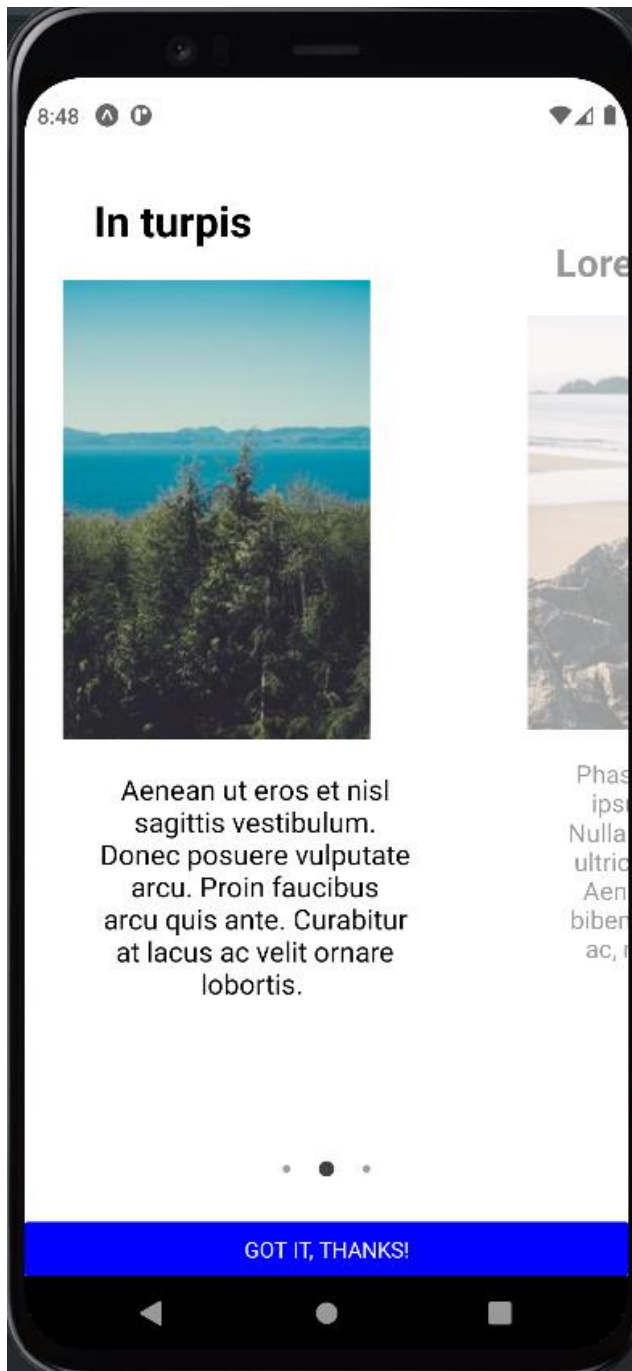 8:48
In turpis
Lore
Aenean ut eros et nisl
sagittis vestibulum.
Donec posuere vulputate
arcu. Proin faucibus
arcu quis ante. Curabitur
at lacus ac velit ornare
lobortis.
Phas
ips
Nulla
ultric
Aen
biben
ac,
GOT IT, THANKS!